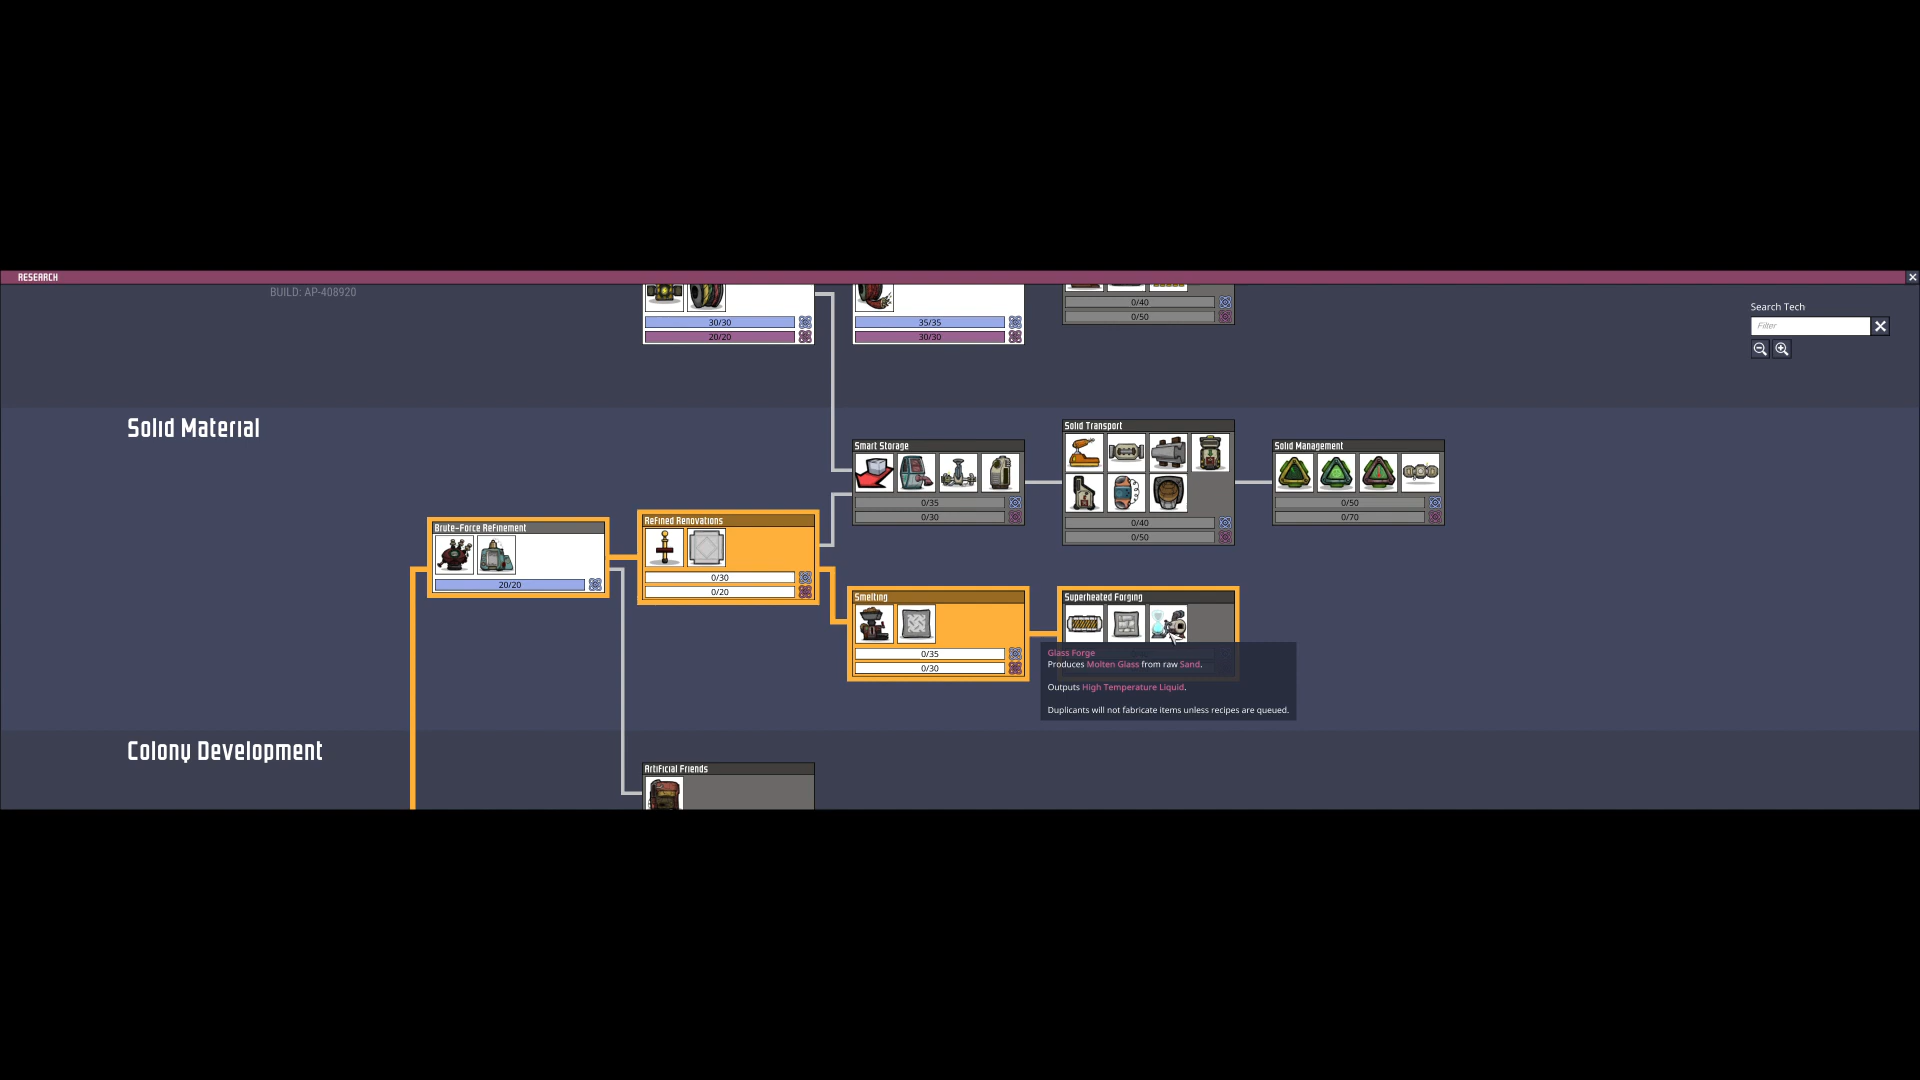 RESEARCH
BUILD: AP-408920
Search Tech
Filter
0/40
0/50
30/30
20/20
35/35
30/30
Solid Material
Smart Storage
0/35
0/30
Solid Transport
0/40
0/50
Solid Management
0/50
0/70
Brute-Force Refinement
20/20
Refined Renovations
0/30
0/20
Smelting
0/35
0/30
Superheated Forging
Glass Forge
Produces Molten Glass from raw Sand.
Outputs High Temperature Liquid.
Duplicants will not fabricate items unless recipes are queued.
Colony Development
Artificial Friends